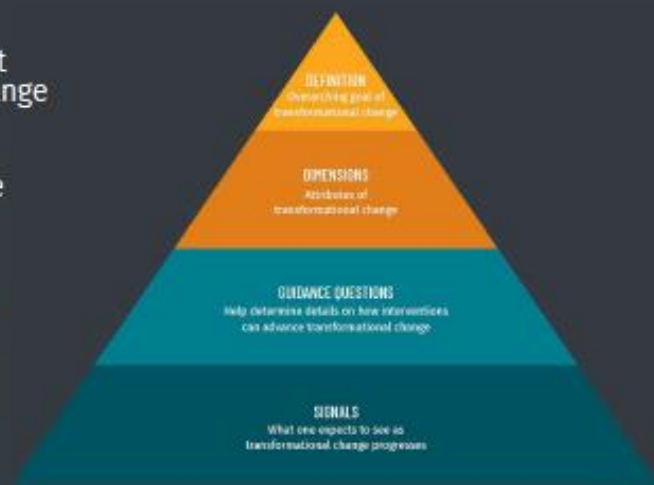 t
nge
e
DEFINITION
Overarching goal of
transformational change
DIMENSIONS
Attributes of
transformational change
GUIDANCE QUESTIONS
Help determine details on how interventions
can advance transformational change
SIGNALS
What one expects to see as
transformational change progresses